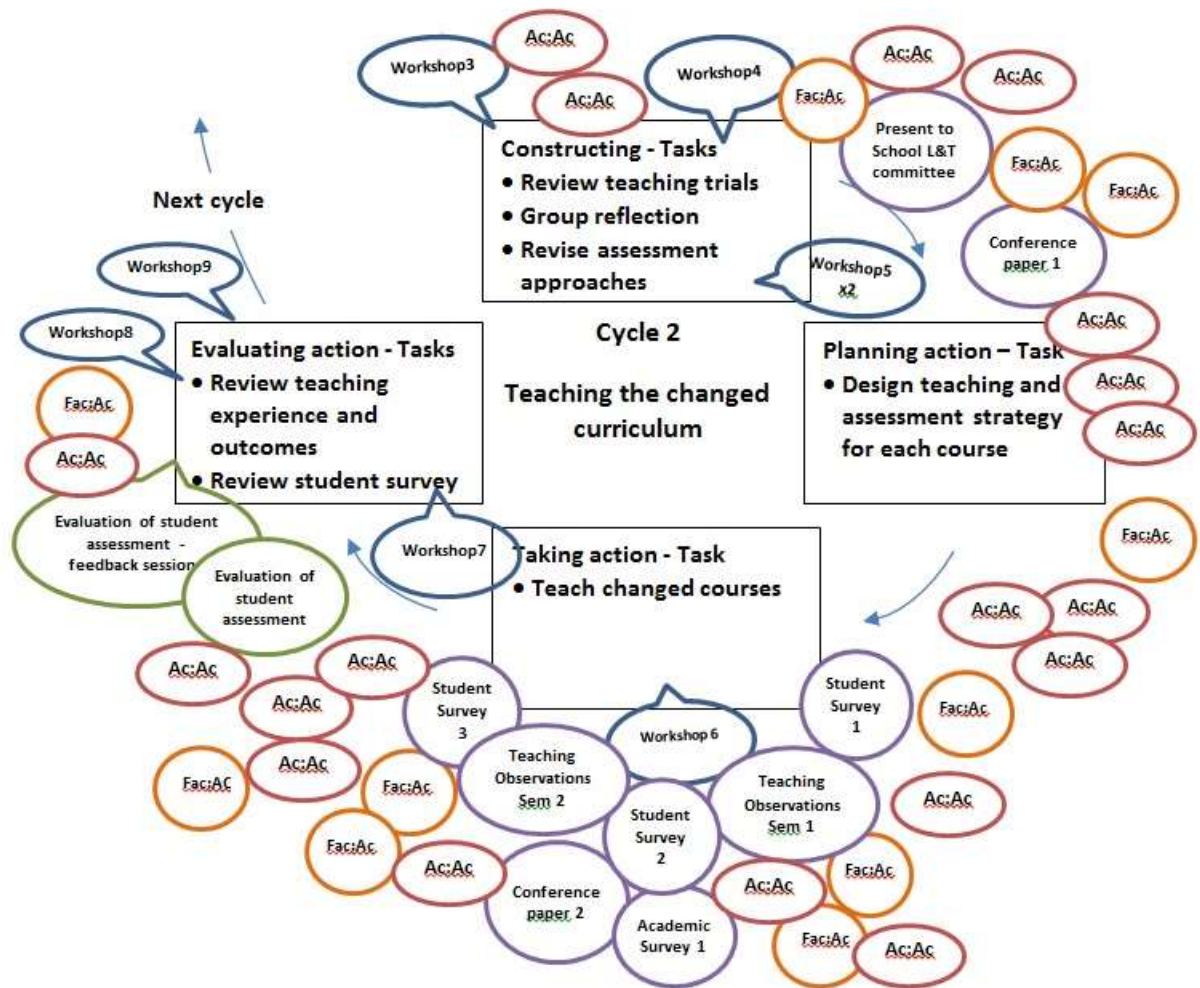 Ac:Ac
Workshop3
Ac:Ac
Workshop4
Fac:Ac
Ac:Ac
Ac:Ac
Present to
School L&T
committee
Fac:Ac
Fac:Ac
Conference
paper 1
Constructing - Tasks
• Review teaching trials
• Group reflection
• Revise assessment
approaches
Workshop5
x2
Next cycle
Workshop9
Workshop8
Evaluating action - Tasks
• Review teaching
experience and
outcomes
• Review student survey
Cycle 2
Teaching the changed
curriculum
Planning action – Task
• Design teaching and
assessment strategy
for each course
Ac:Ac
Ac:Ac
Ac:Ac
Fac:Ac
Ac:Ac
Evaluation of student
assessment -
feedback session
Evaluation of
student
assessment
Workshop7
Taking action - Task
• Teach changed courses
Fac:Ac
Ac:Ac
Ac:Ac
Ac:Ac
Ac:Ac
Ac:Ac
Ac:Ac
Ac:Ac
Student
Survey
3
Workshop 6
Student
Survey
1
Fac:Ac
Fac:AC
Fac:Ac
Fac:Ac
Ac:Ac
Teaching
Observations
Sem 2
Student
Survey
2
Teaching
Observations
Sem 1
Ac:Ac
Conference
paper 2
Academic
Survey 1
Ac:Ac
Fac:Ac
Fac:Ac
Ac:Ac